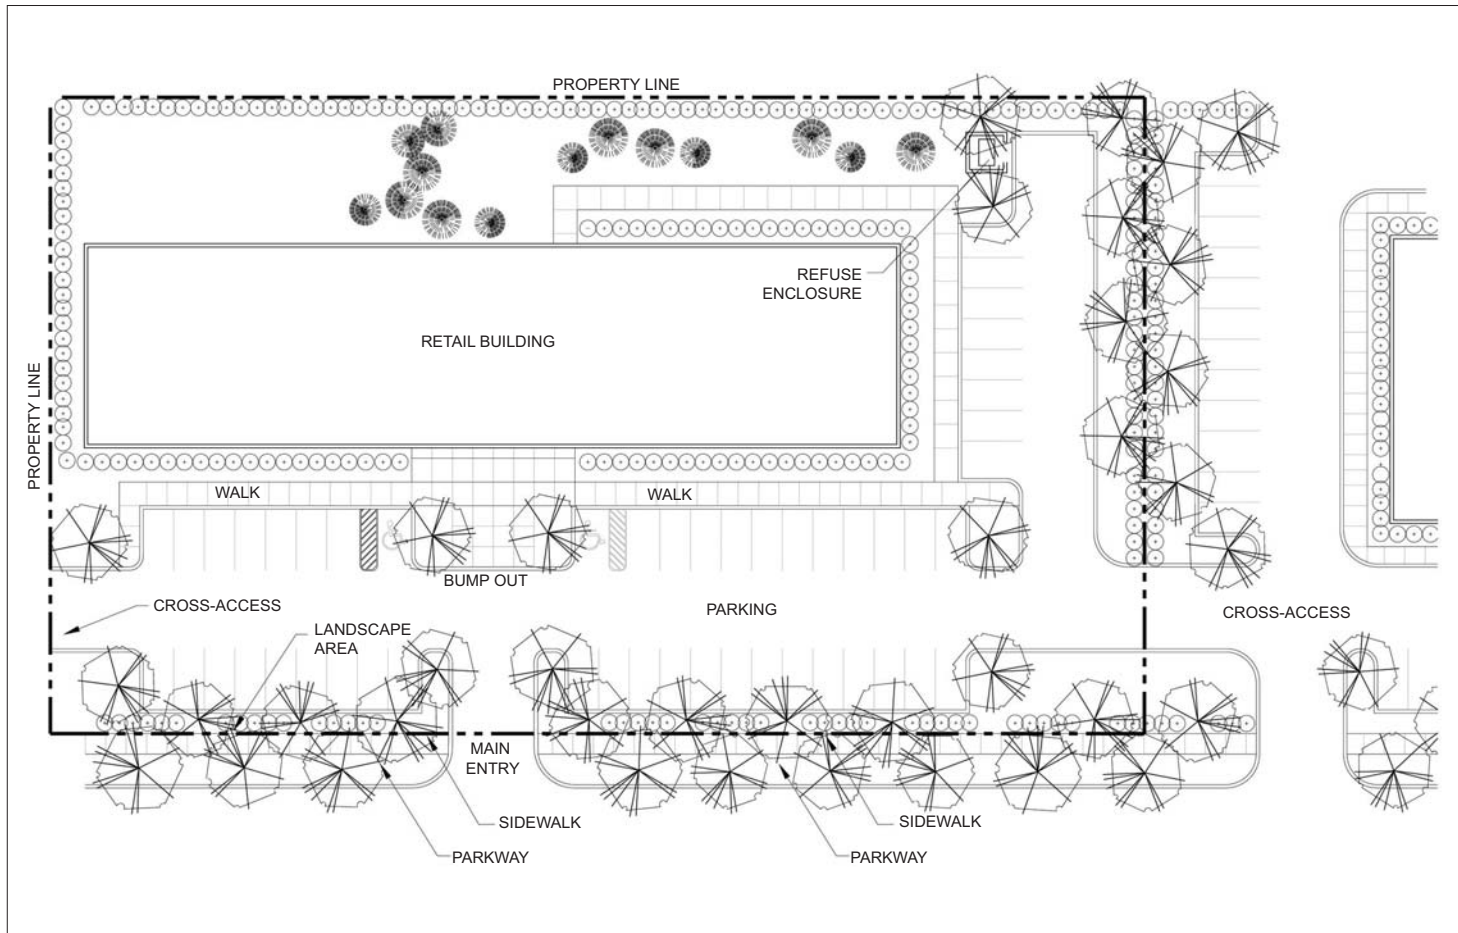 PROPERTY LINE
REFUSE
ENCLOSURE
RETAIL BUILDING
PROPERTY LINE
WALK
WALK
BUMP OUT
CROSS-ACCESS
PARKING
CROSS-ACCESS
LANDSCAPE
AREA
MAIN
ENTRY
SIDEWALK
SIDEWALK
PARKWAY
PARKWAY